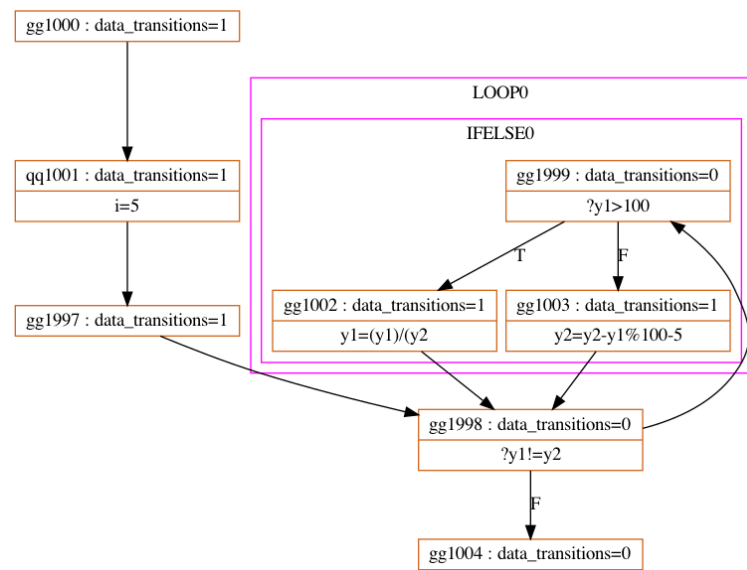 gg1000 : data_transitions=1
LOOP0
IFELSE0
qq1001 : data_transitions=1
i=5
gg1999 : data_transitions=0
?y1>100
T
F
gg1997 : data_transitions=1
gg1002 : data_transitions=1
y1=(y1)/(y2
gg1003 : data_transitions=1
y2=y2-y1%100-5
gg1998 : data_transitions=0
?y1!=y2
F
gg1004 : data_transitions=0